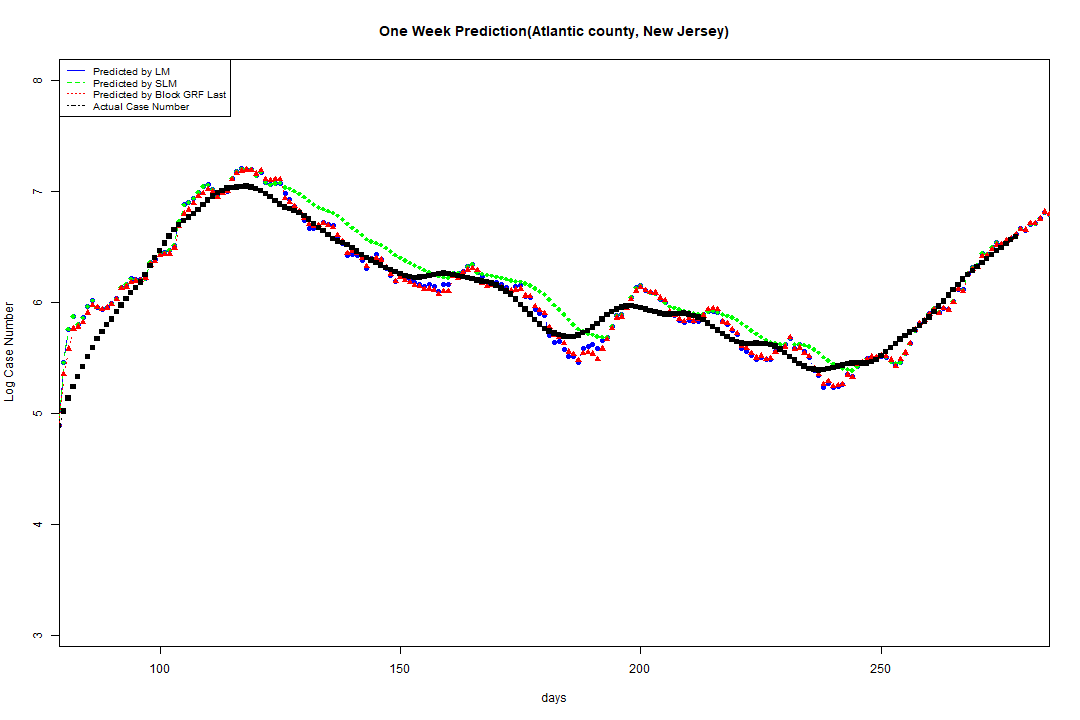 One Week Prediction(Atlantic county, New Jersey)
Predicted by LM
Predicted by SLM
Predicted by Block GRF Last
Actual Case Number
8
7
6
5
4
3
Log Case Number
100 150 200 250
days